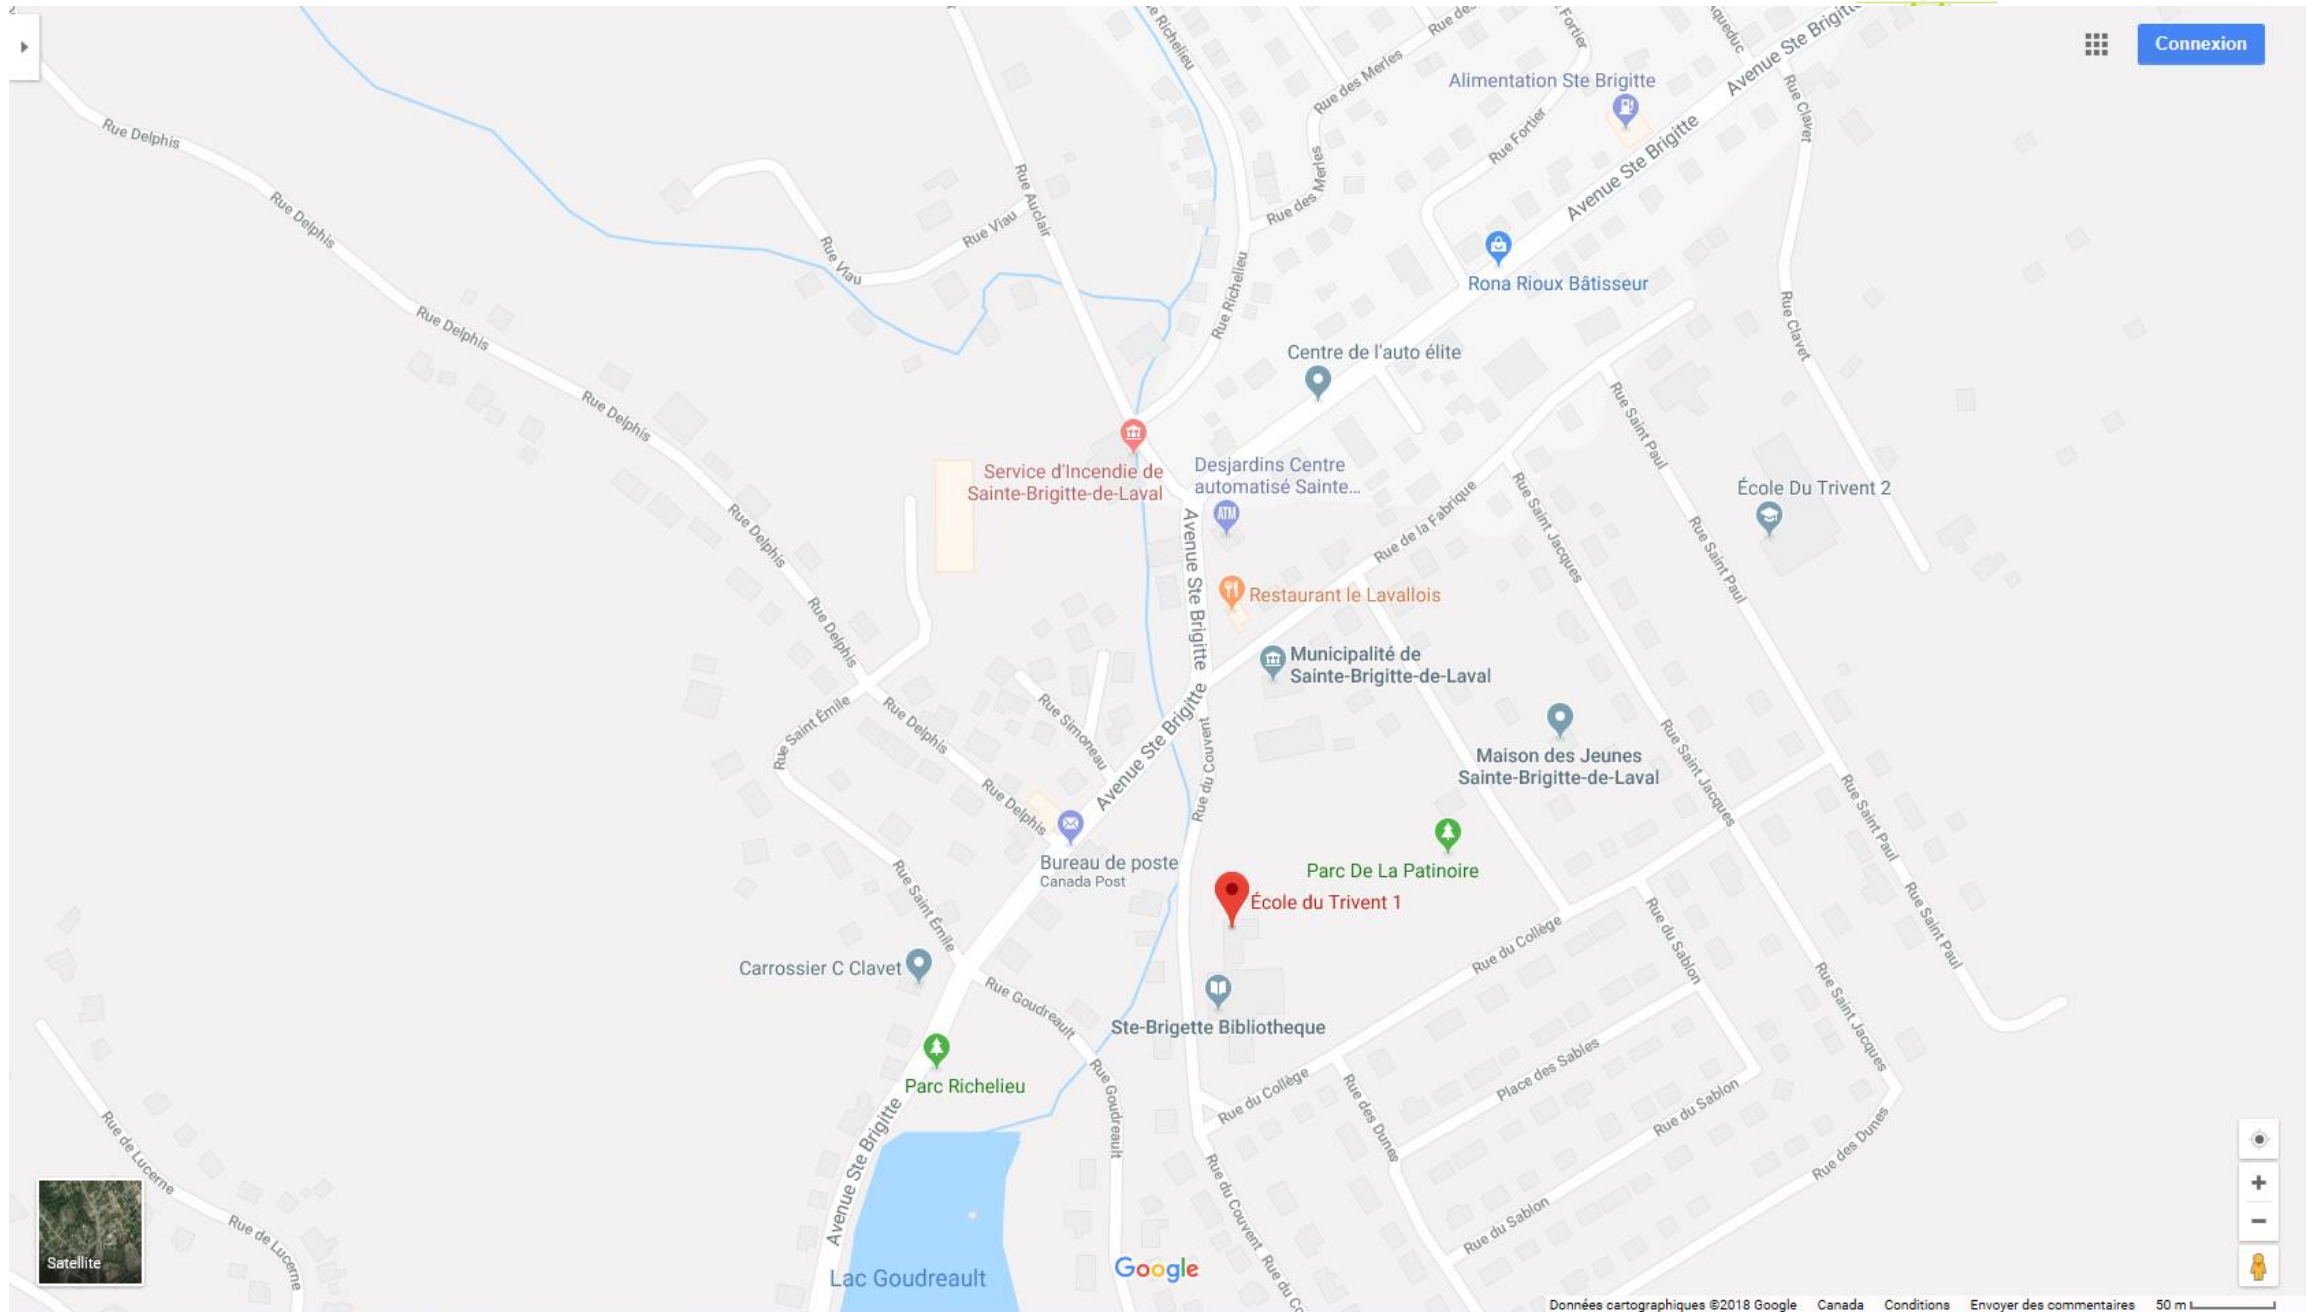 Connexion
Rue Richelieu
Rue des
Fortier
queduc
Avenue Ste Brigitte
Alimentation Ste Brigitte
Rue des Merles
Rue Clavet
Rue Delphis
Rue Fortier
Avenue Ste Brigitte
Rue Auclair
Rue des Merles
Rue Delphis
Rue Viau
Rue Viau
Rona Rioux Bâtisseur
Rue Richelieu
Rue Clavet
Rue Delphis
Centre de l'auto élite
Rue Delphis
Rue Saint Paul
Service d'Incendie de
Sainte-Brigitte-de-Laval
Desjardins Centre
automatisé Sainte...
ATM
École Du Trivent 2
Rue Delphis
Avenue Ste Brigitte
Rue de la Fabrique
Rue Saint Jacques
Rue Saint Paul
Restaurant le Lavallois
Rue Delphis
Municipalité de
Sainte-Brigitte-de-Laval
Rue Saint Émile
Rue Delphis
Rue Simoneau
Avenue Ste Brigitte
Rue du Couvent
Maison des Jeunes
Sainte-Brigitte-de-Laval
Rue Saint Jacques
Rue Delphis
Rue Saint Paul
Bureau de poste
Canada Post
Parc De La Patinoire
École du Trivent 1
Rue Saint Émile
Rue du Collège
Rue du Sablon
Rue Saint Paul
Carrossier C Clavet
Rue Goudreault
Ste-Brigette Bibliotheque
Rue Saint Jacques
Parc Richelieu
Rue Goudreault
Rue du Collège
Rue des Dunes
Place des Sables
Rue du Sablon
Rue des Dunes
Rue de Lucerne
Avenue Ste Brigitte
Rue du Couvent
Rue du Sablon
Rue de Lucerne
Satellite
Lac Goudreault
Google
Rue du Co
Données cartographiques ©2018 Google Canada Conditions Envoyer des commentaires 50 m